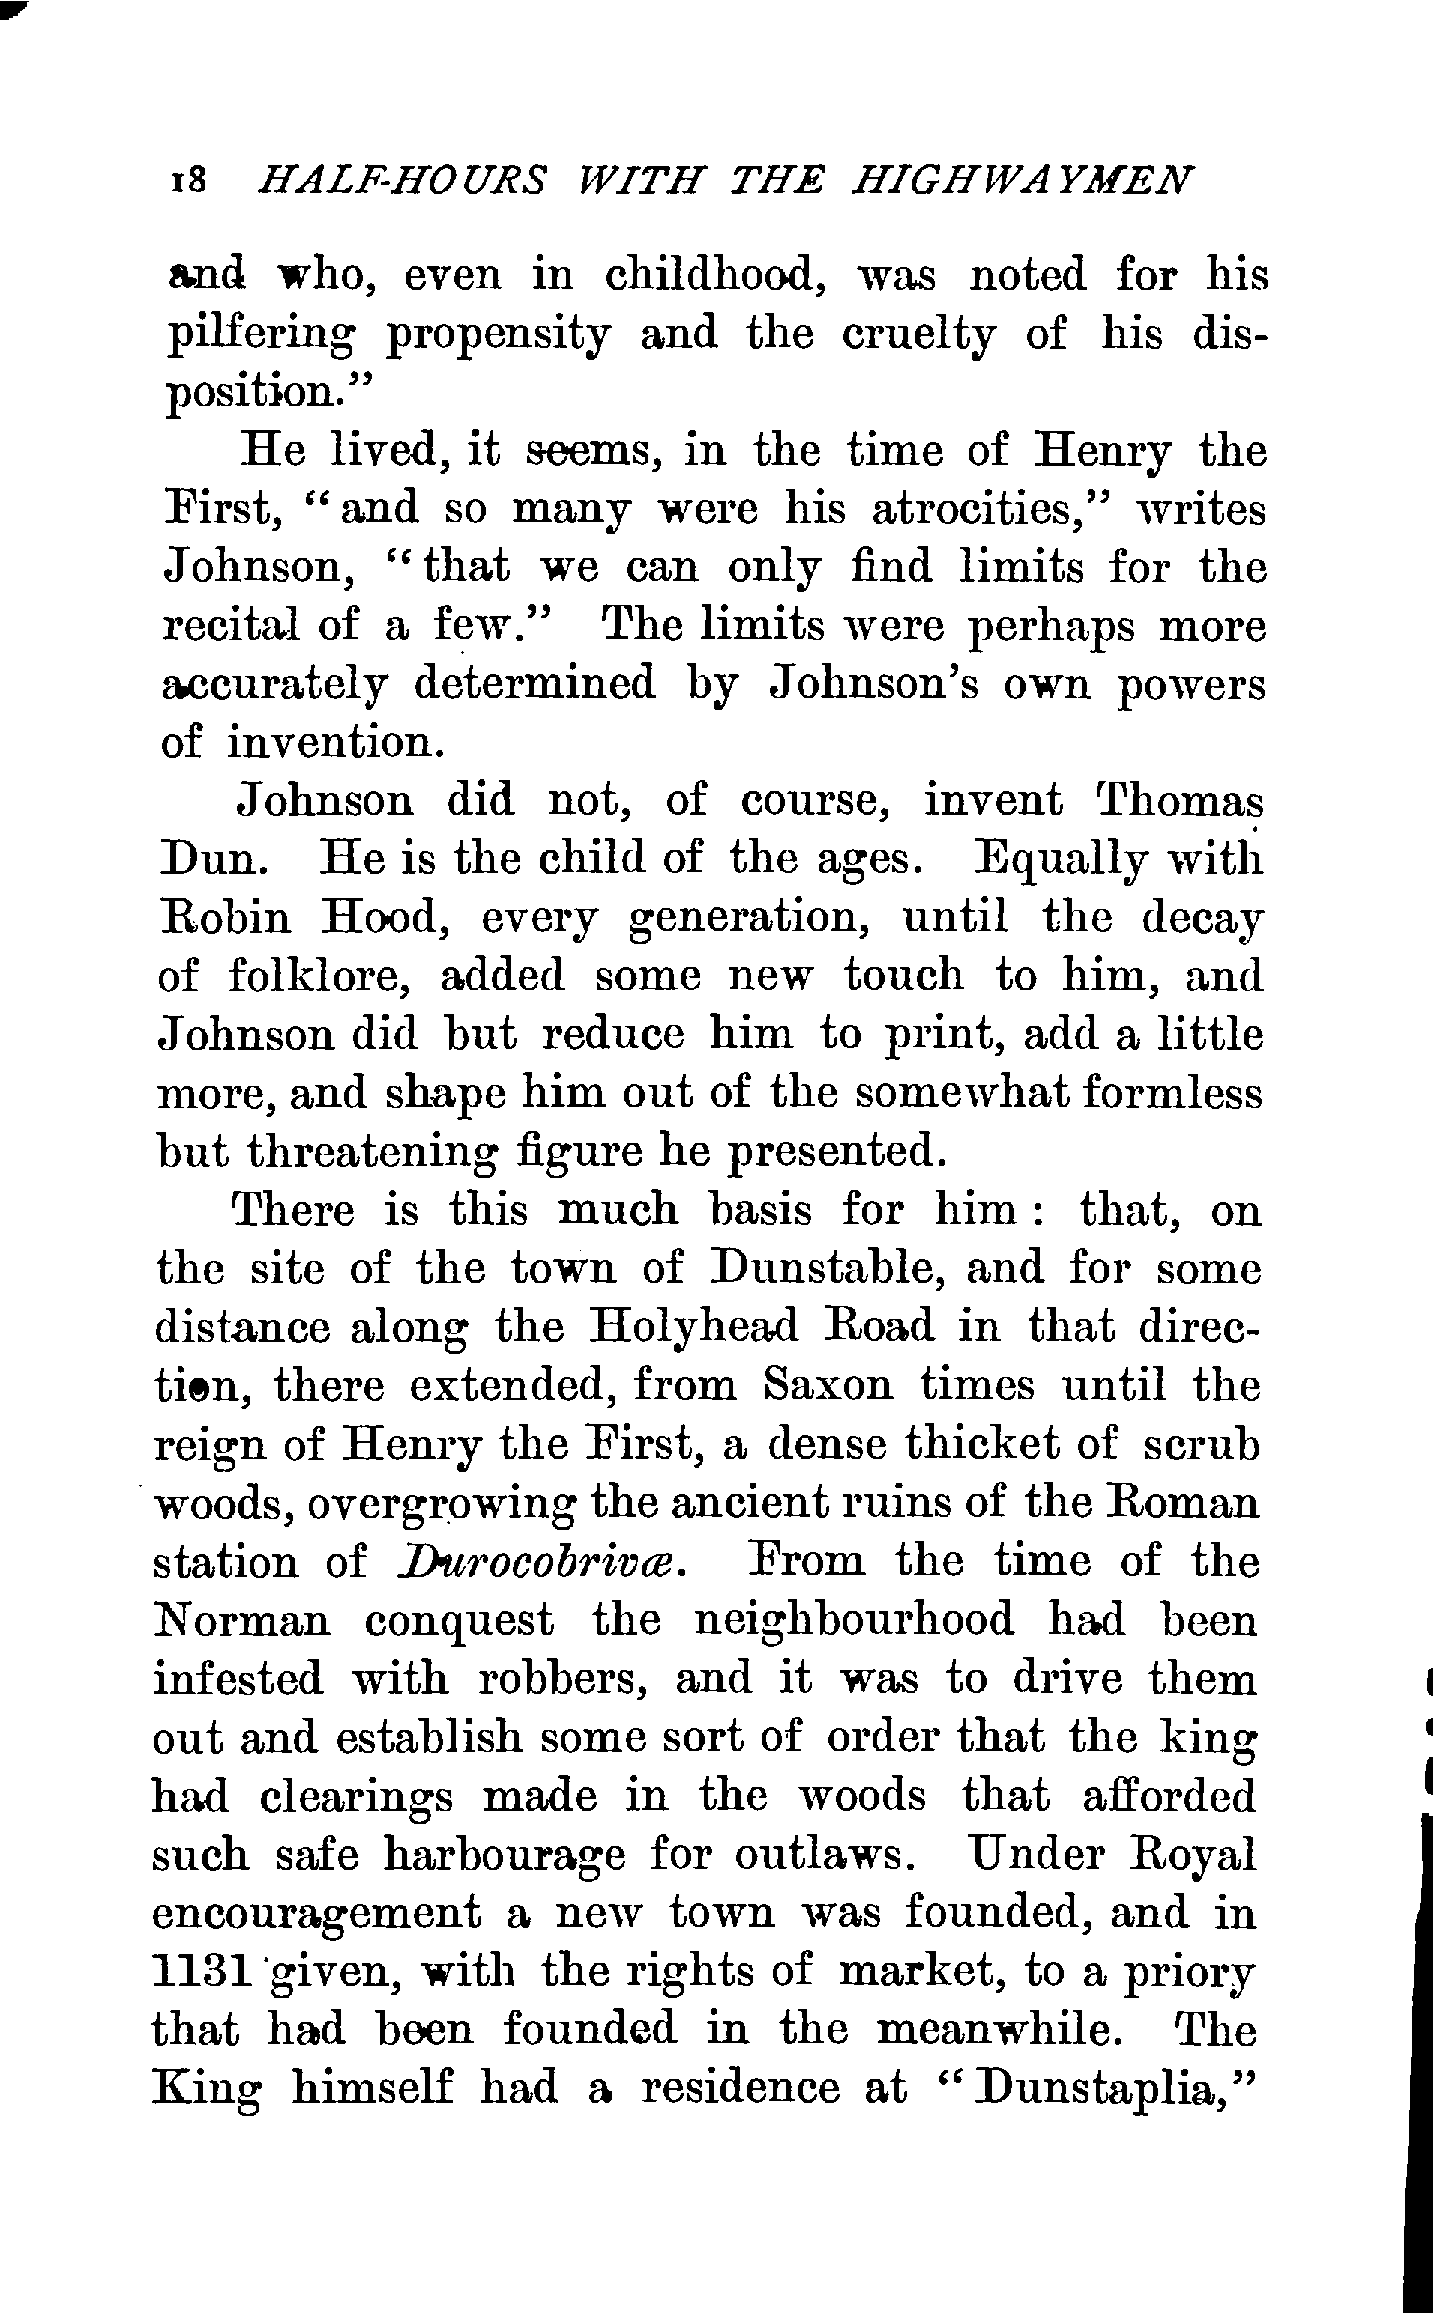 18 HALF-HOURS WITH THE HIGHWAYMEN
and who, even in childhood, was noted for his
pilfering propensity and the cruelty of his dis-
position."
He lived, it seems, in the time of Henry the
First, "and so many were his atrocities," writes
Johnson, "that we can only find limits for the
recital of a few." The limits were perhaps more
accurately determined by Johnson's own powers
of invention.
Johnson did not, of course, invent Thomas
Dun. He is the child of the ages. Equally with
Robin Hood, every generation, until the decay
of folklore, added some new touch to him, and
Johnson did but reduce him to print, add a little
more, and shape him out of the somewhat formless
but threatening figure he presented.
There is this much basis for him : that, on
the site of the town of Dunstable, and for some
distance along the Holyhead Road in that direc-
tion, there extended, from Saxon times until the
reign of Henry the First, a dense thicket of scrub
woods, overgrowing the ancient ruins of the Roman
station of Durocobrivæ. From the time of the
Norman conquest the neighbourhood had been
infested with robbers, and it was to drive them
out and establish some sort of order that the king
had clearings made in the woods that afforded
such safe harbourage for outlaws. Under Royal
encouragement a new town was founded, and in
1131 given, with the rights of market, to a priory
that had been founded in the meanwhile. The
King himself had a residence at "Dunstaplia,"